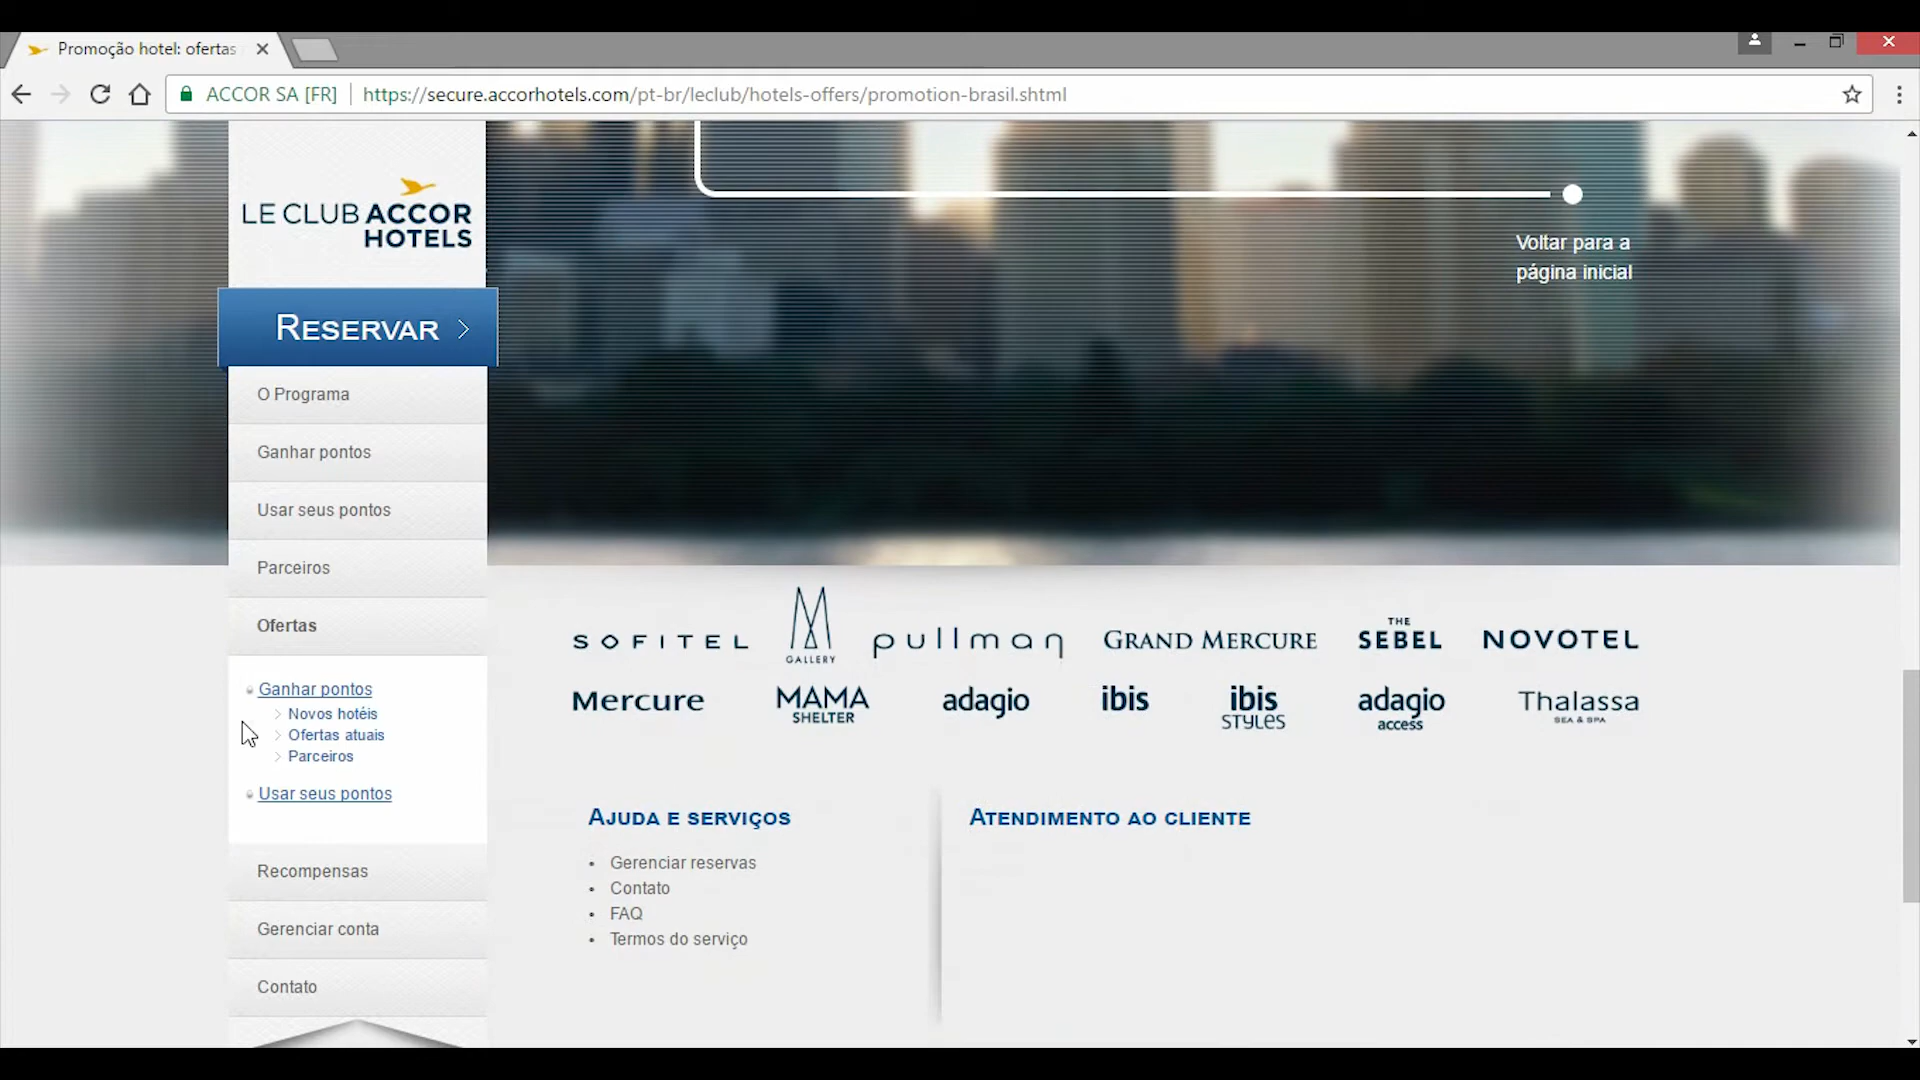 Promoção hotel: ofertas
ACCOR SA [FR]
https://secure.accorhotels.com/pt-br/leclub/hotels-offers/promotion-brasil.shtml
LE CLUB ACCOR
HOTELS
RESERVAR
O Programa
Ganhar pontos
Usar seus pontos
Parceiros
Ofertas
Ganhar pontos
Novos hotéis
Ofertas atuais
Parceiros
Usar seus pontos
Recompensas
Gerenciar conta
Contato
Voltar para a
página inicial
SOFITEL
M
GALLERY
pullman
GRAND MERCURE
THE
SEBEL
NOVOTEL
Mercure
MAMA
SHELTER
adagio
ibis
ibis
STYLES
adagio
access
Thalassa
SEA & SPA
AJUDA E SERVIÇOS
Gerenciar reservas
Contato
FAQ
Termos do serviço
ATENDIMENTO AO CLIENTE